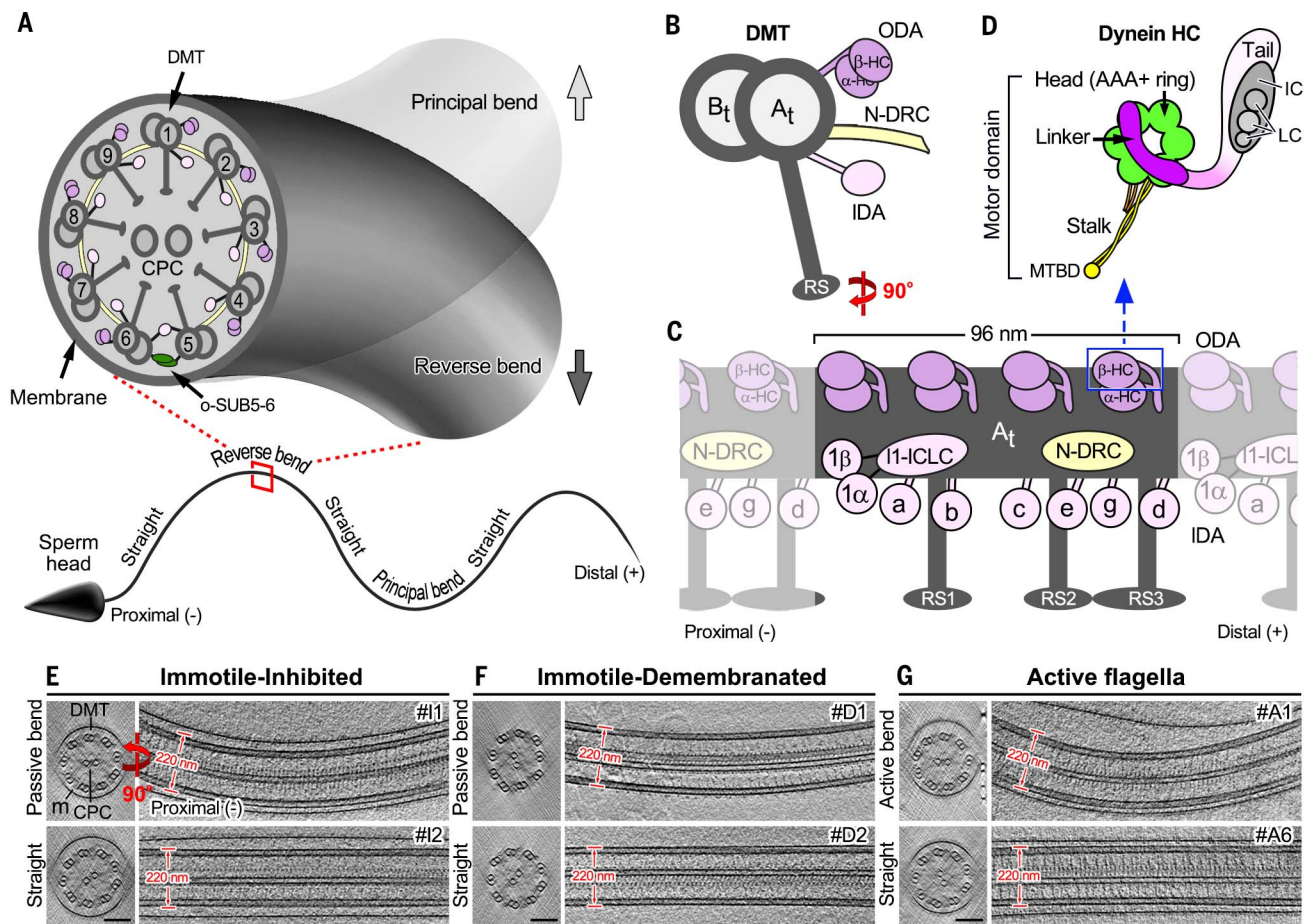 A
DMT
1
2
3
4
5
6
7
8
9
CPC
Membrane
o-SUB5-6
Principal bend
Reverse bend
Reverse bend
Straight
Straight
Principal bend
Straight
Sperm
head
Proximal (-)
Distal (+)
B
DMT
ODA
β-HC
α-HC
Bt
At
N-DRC
IDA
RS
90°
D
Dynein HC
Motor domain
Head (AAA+ ring)
Linker
Stalk
MTBD
Tail
IC
LC
C
96 nm
ODA
β-HC
α-HC
β-HC
α-HC
At
N-DRC
1β
I1-ICLC
N-DRC
1β
I1-ICLC
1α
1α
e
g
d
a
b
c
e
g
d
a
IDA
RS1
RS2
RS3
Proximal (-)
Distal (+)
E
Immotile-Inhibited
Passive bend
DMT
m
CPC
90°
#I1
220 nm
Proximal (-)
Straight
#I2
220 nm
F
Immotile-Demembranated
Passive bend
#D1
220 nm
Straight
#D2
220 nm
G
Active flagella
Active bend
#A1
220 nm
Straight
#A6
220 nm